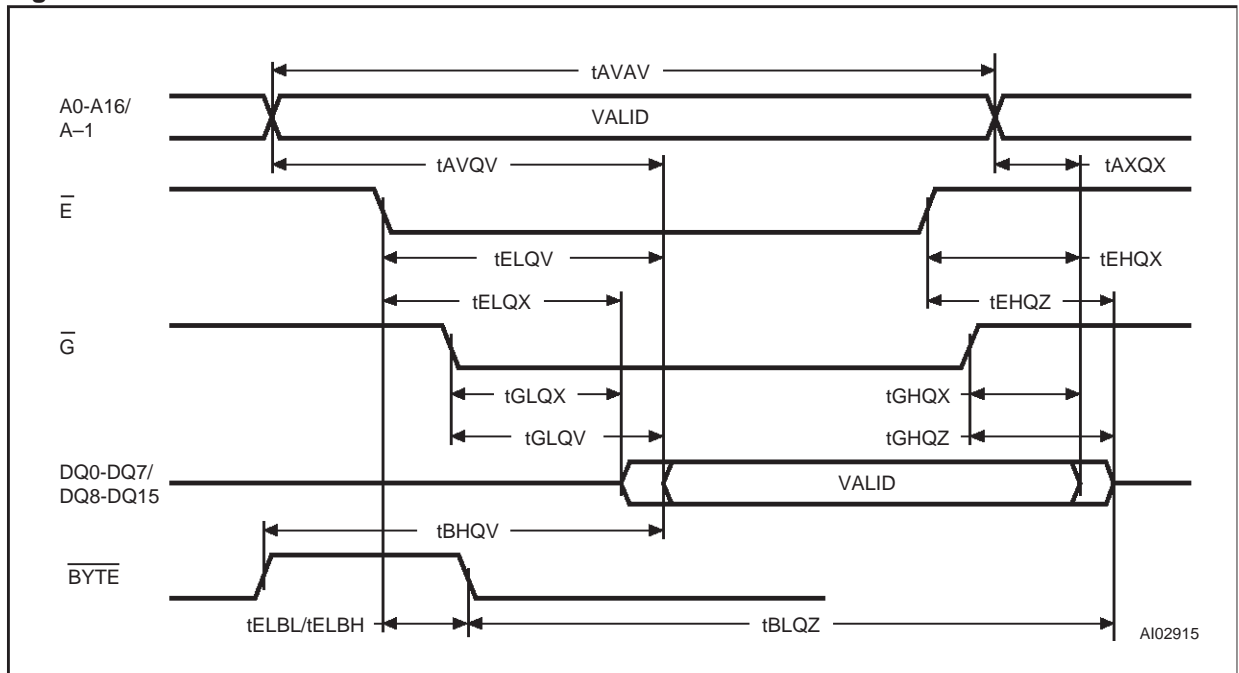 tAVAV
A0-A16/
A–1
VALID
tAVQV
tAXQX
E
tELQV
tEHQX
tELQX
tEHQZ
G
tGLQX
tGHQX
tGLQV
tGHQZ
DQ0-DQ7/
DQ8-DQ15
VALID
tBHQV
BYTE
tELBL/tELBH
tBLQZ
AI02915